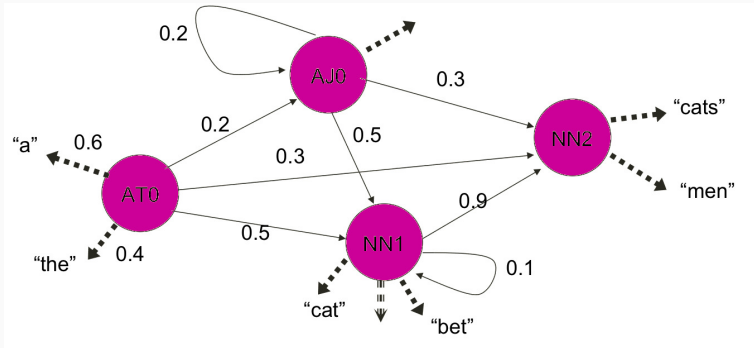 0.2
AJ0
0.3
"cats"
"a"
0.6
0.2
0.5
NN2
0.3
"men"
AT0
0.9
"the"
0.4
0.5
NN1
0.1
"cat"
"bet"